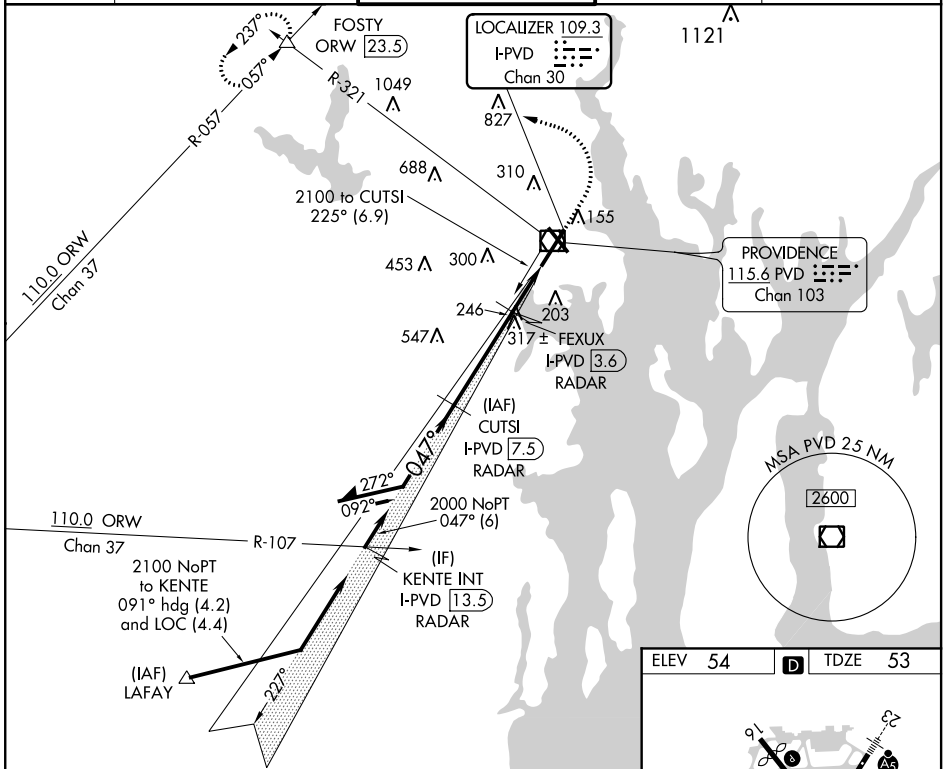 237°
FOSTY
ORW 23.5
057°
R-321
R-057
1049
LOCALIZER 109.3
I-PVD
Chan 30
1121
827
688
310
2100 to CUTSI
225° (6.9)
155
110.0 ORW
Chan 37
453
300
PROVIDENCE
115.6 PVD
Chan 103
246
203
547
317 ±
FEXUX
I-PVD 3.6
RADAR
(IAF)
CUTSI
I-PVD 7.5
RADAR
047°
272°
092°
2000 NoPT
047° (6)
MSA PVD 25 NM
2600
110.0 ORW
Chan 37
R-107
(IF)
KENTE INT
I-PVD 13.5
RADAR
2100 NoPT
to KENTE
091° hdg (4.2)
and LOC (4.4)
(IAF)
LAFAY
227°
ELEV 54
D
TDZE 53
16
23
A5